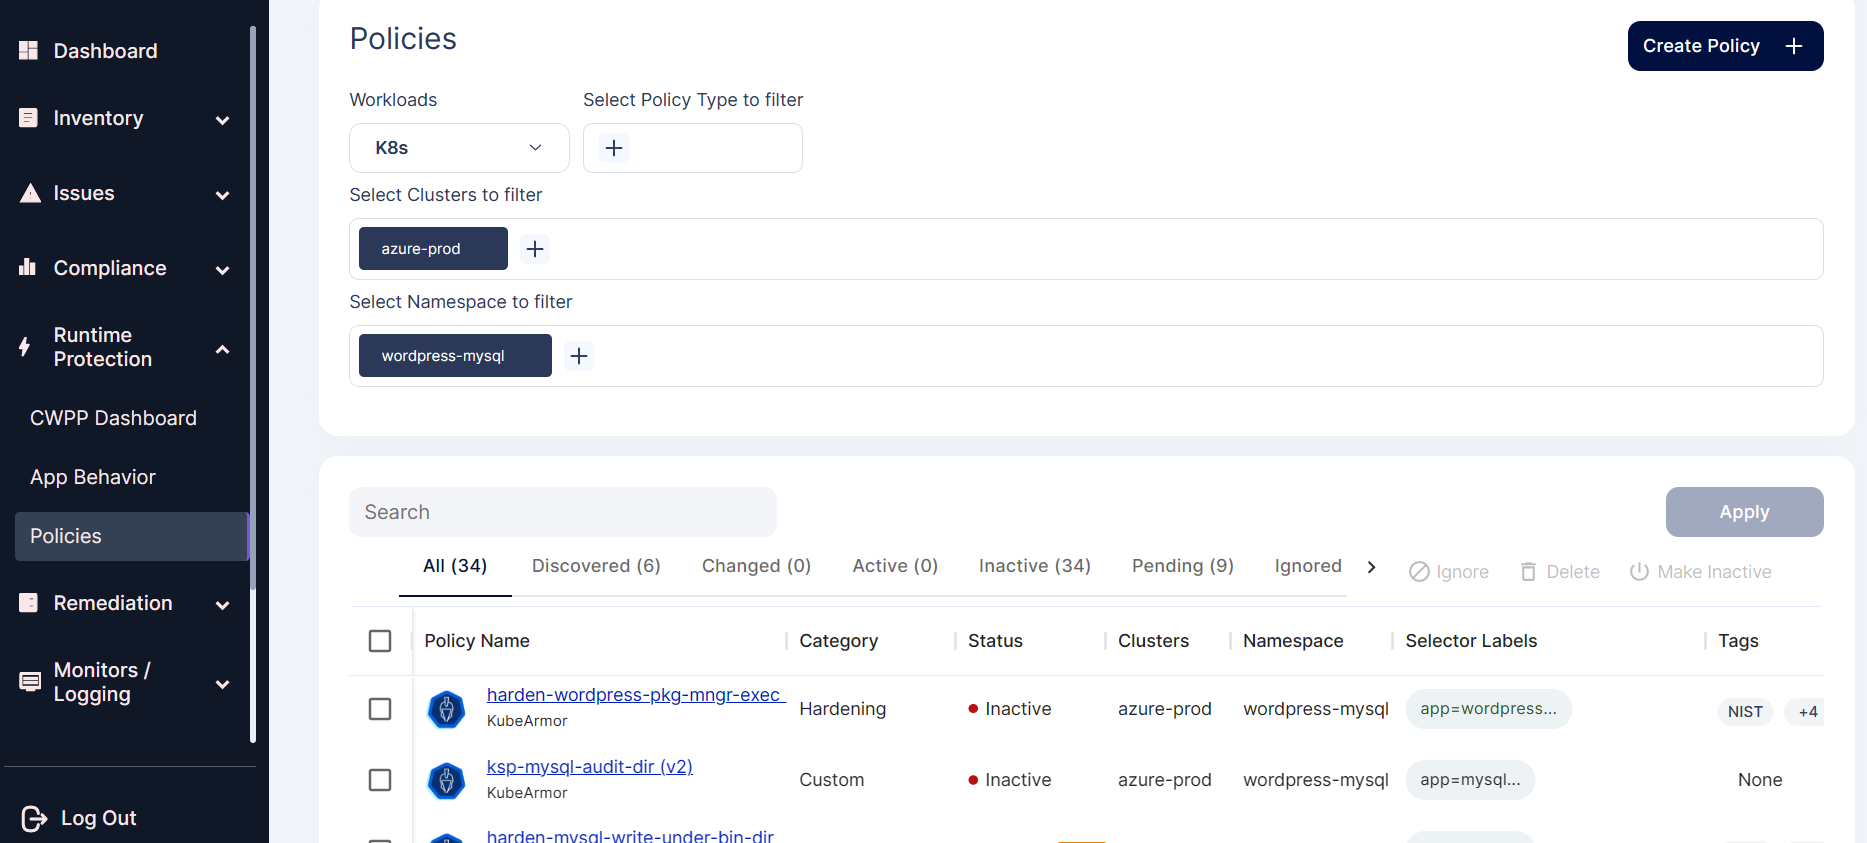 Dashboard
Inventory
Issues
Compliance
Runtime
Protection
CWPP Dashboard
App Behavior
Policies
Remediation
Monitors /
Logging
Log Out
Policies
Create Policy
Workloads
Select Policy Type to filter
K8s
Select Clusters to filter
azure-prod
Select Namespace to filter
wordpress-mysql
Search
Apply
All (34) Discovered (6) Changed (0) Active (0) Inactive (34) Pending (9) Ignored
Ignore Delete Make Inactive
Policy Name Category Status Clusters Namespace Selector Labels Tags
harden-wordpress-pkg-mngr-exec
KubeArmor
Hardening Inactive azure-prod wordpress-mysql app=wordpress... NIST +4
ksp-mysql-audit-dir (v2)
KubeArmor
Custom Inactive azure-prod wordpress-mysql app=mysql... None
harden-mysql-write-under-bin-dir